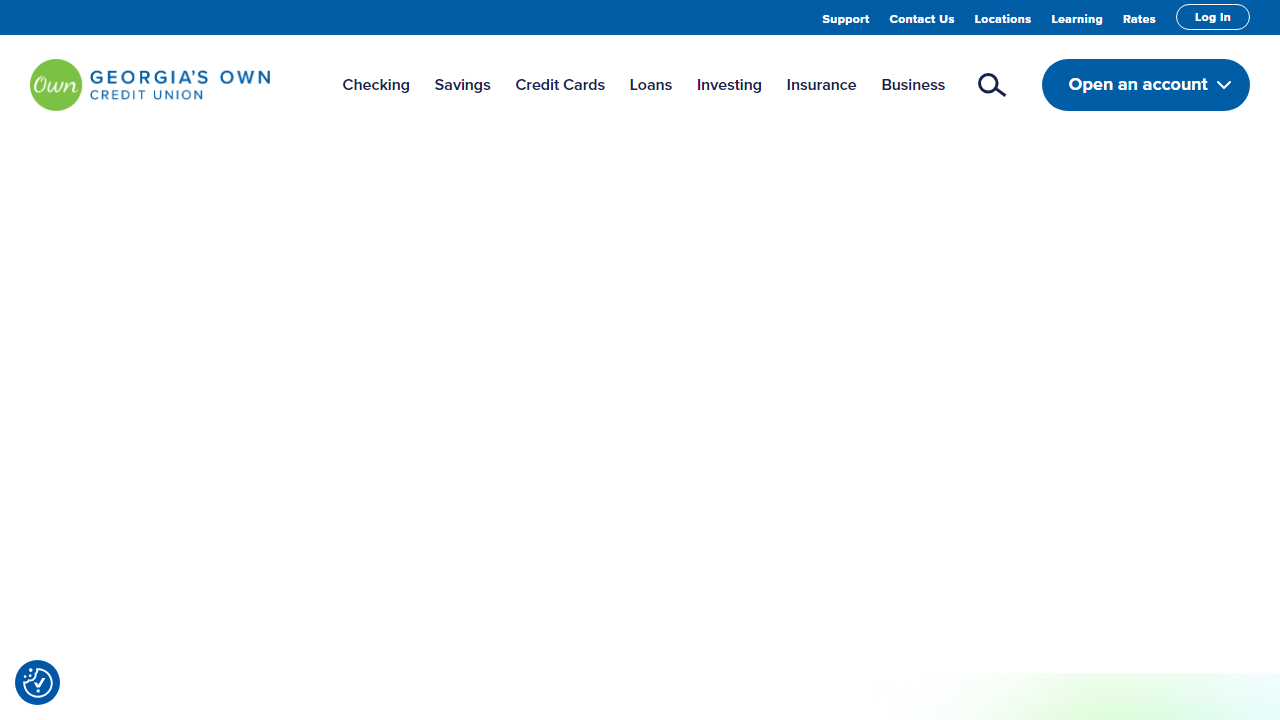 Support Contact Us Locations Learning Rates Log In
Own GEORGIA'S OWN
CREDIT UNION
Checking Savings Credit Cards Loans Investing Insurance Business Open an account